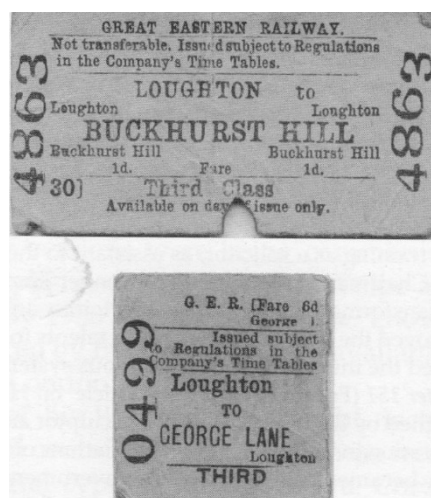 GREAT EASTERN RAILWAY.
Not transferable. Issued subject to Regulations
in the Company's Time Tables.
LOUGHTON to
Loughton Loughton
BUCKHURST HILL
Buckhurst Hill Buckhurst Hill
1d. Fare 1d.
30] Third Class
Available on day of issue only.
4863
4863
G. E. R. [Fare 6d
George
Issued subject
to Regulations in the
Company's Time Tables
Loughton
TO
GEORGE LANE
Loughton
THIRD
0499